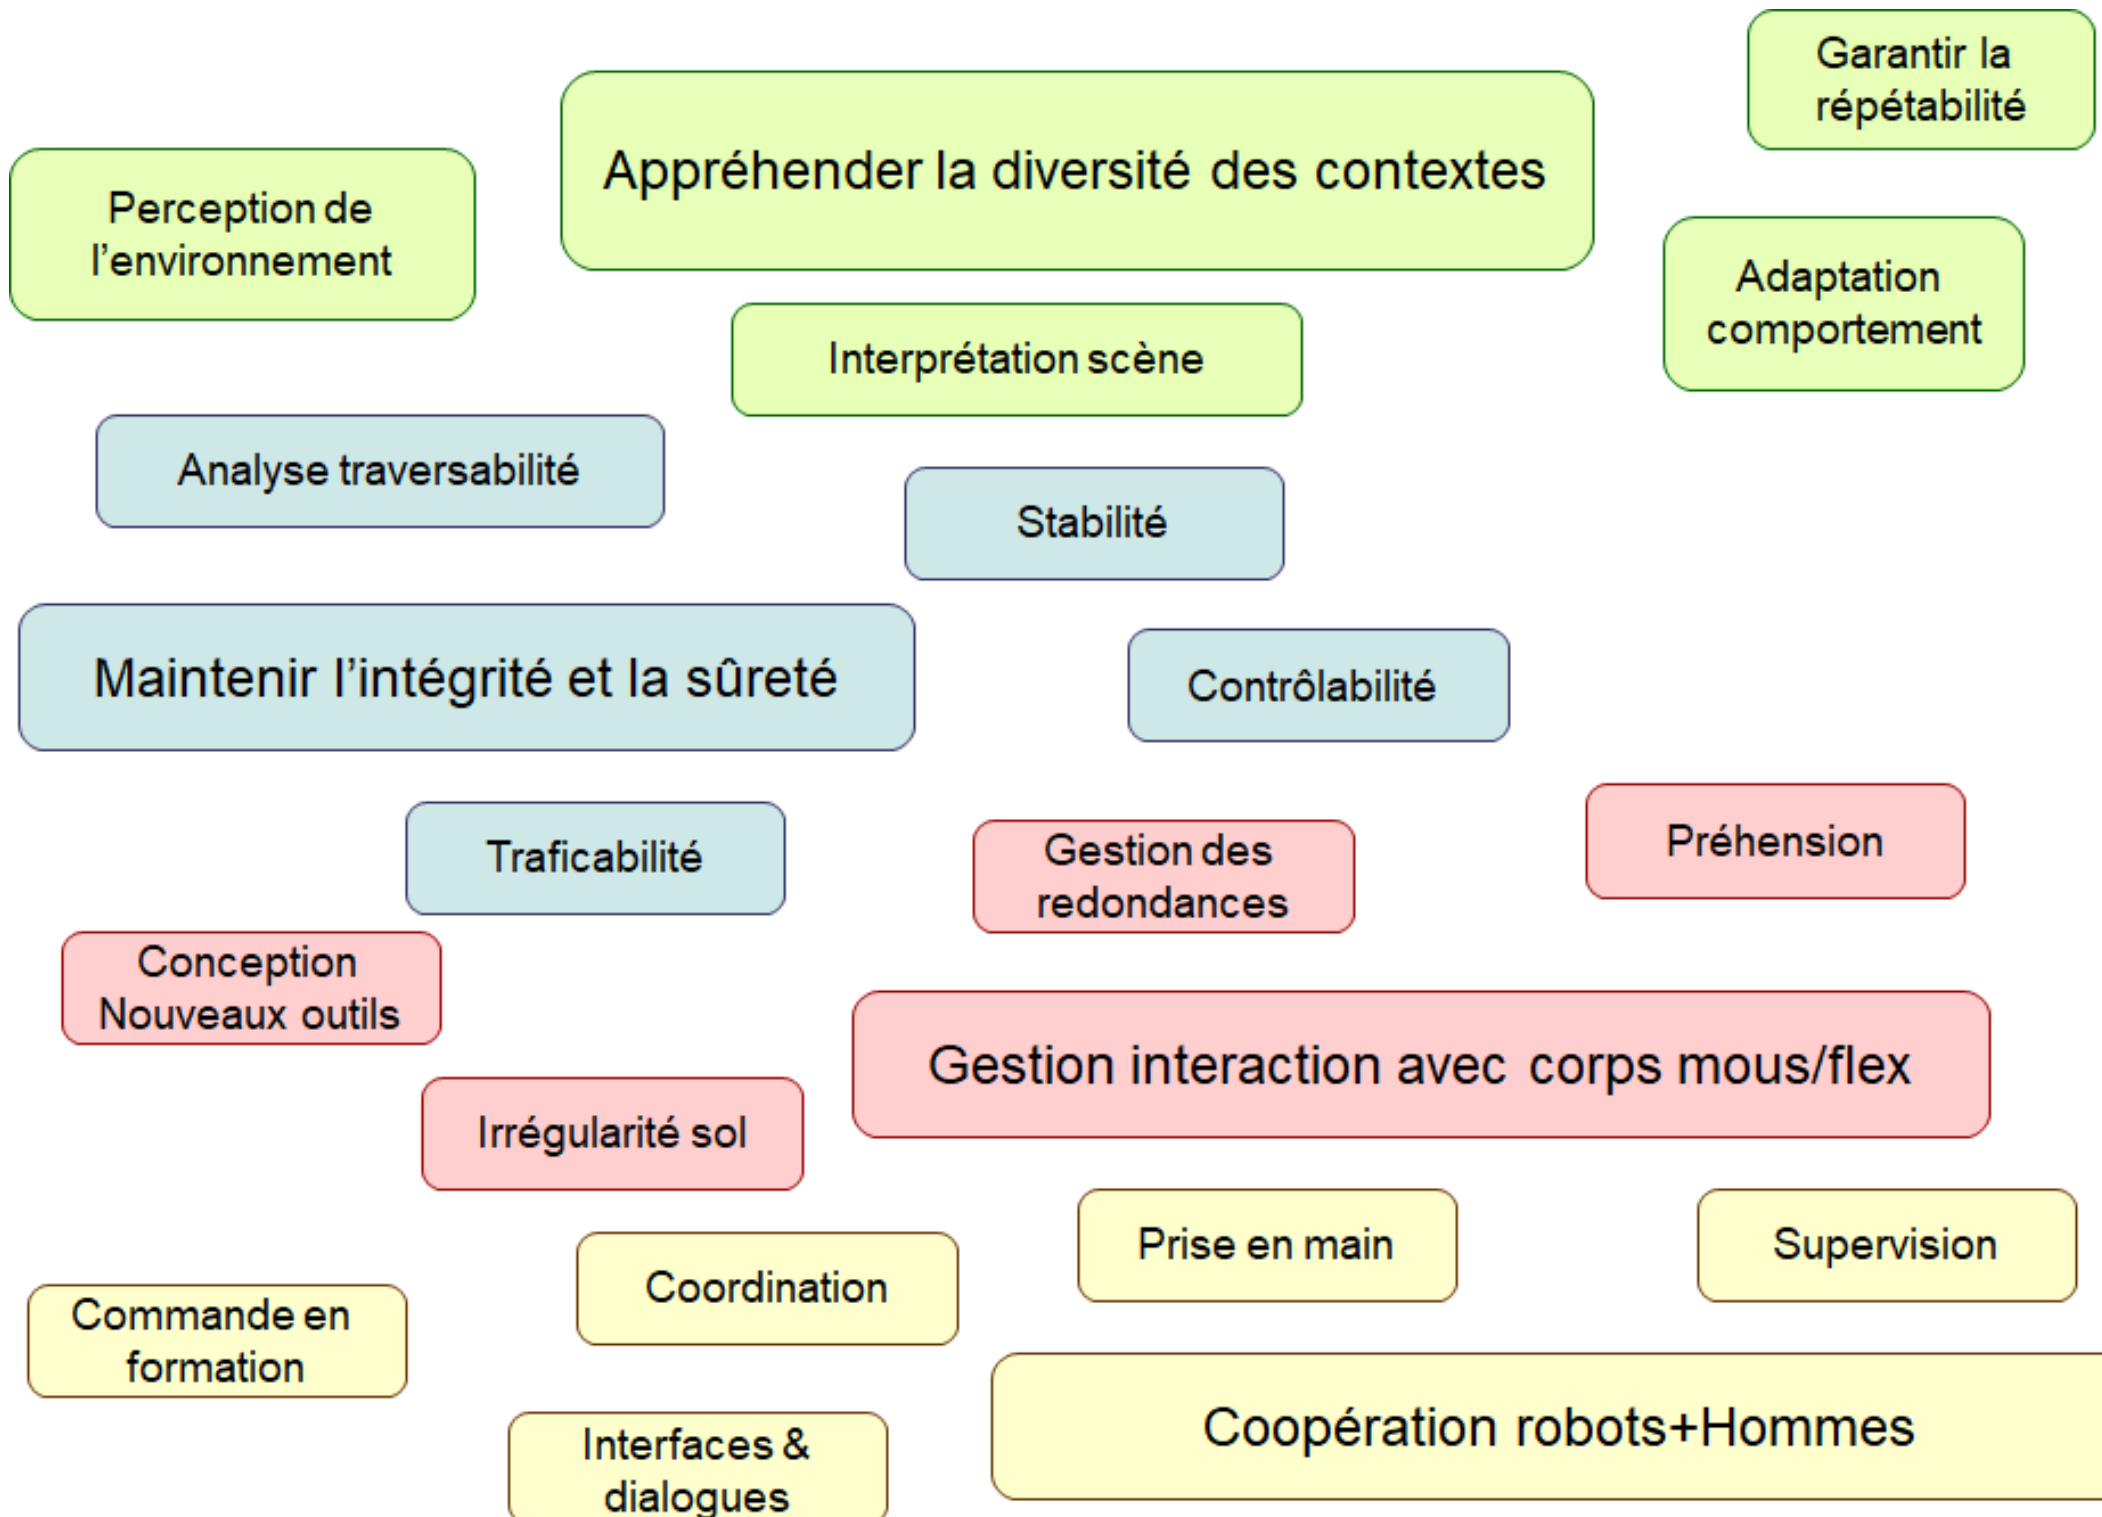 Garantir la
répétabilité
Appréhender la diversité des contextes
Perception de
l'environnement
Adaptation
comportement
Interprétation scène
Analyse traversabilité
Stabilité
Maintenir l'intégrité et la sûreté
Contrôlabilité
Traficabilité
Gestion des
redondances
Préhension
Conception
Nouveaux outils
Gestion interaction avec corps mous/flex
Irrégularité sol
Prise en main
Supervision
Coordination
Commande en
formation
Coopération robots+Hommes
Interfaces &
dialogues